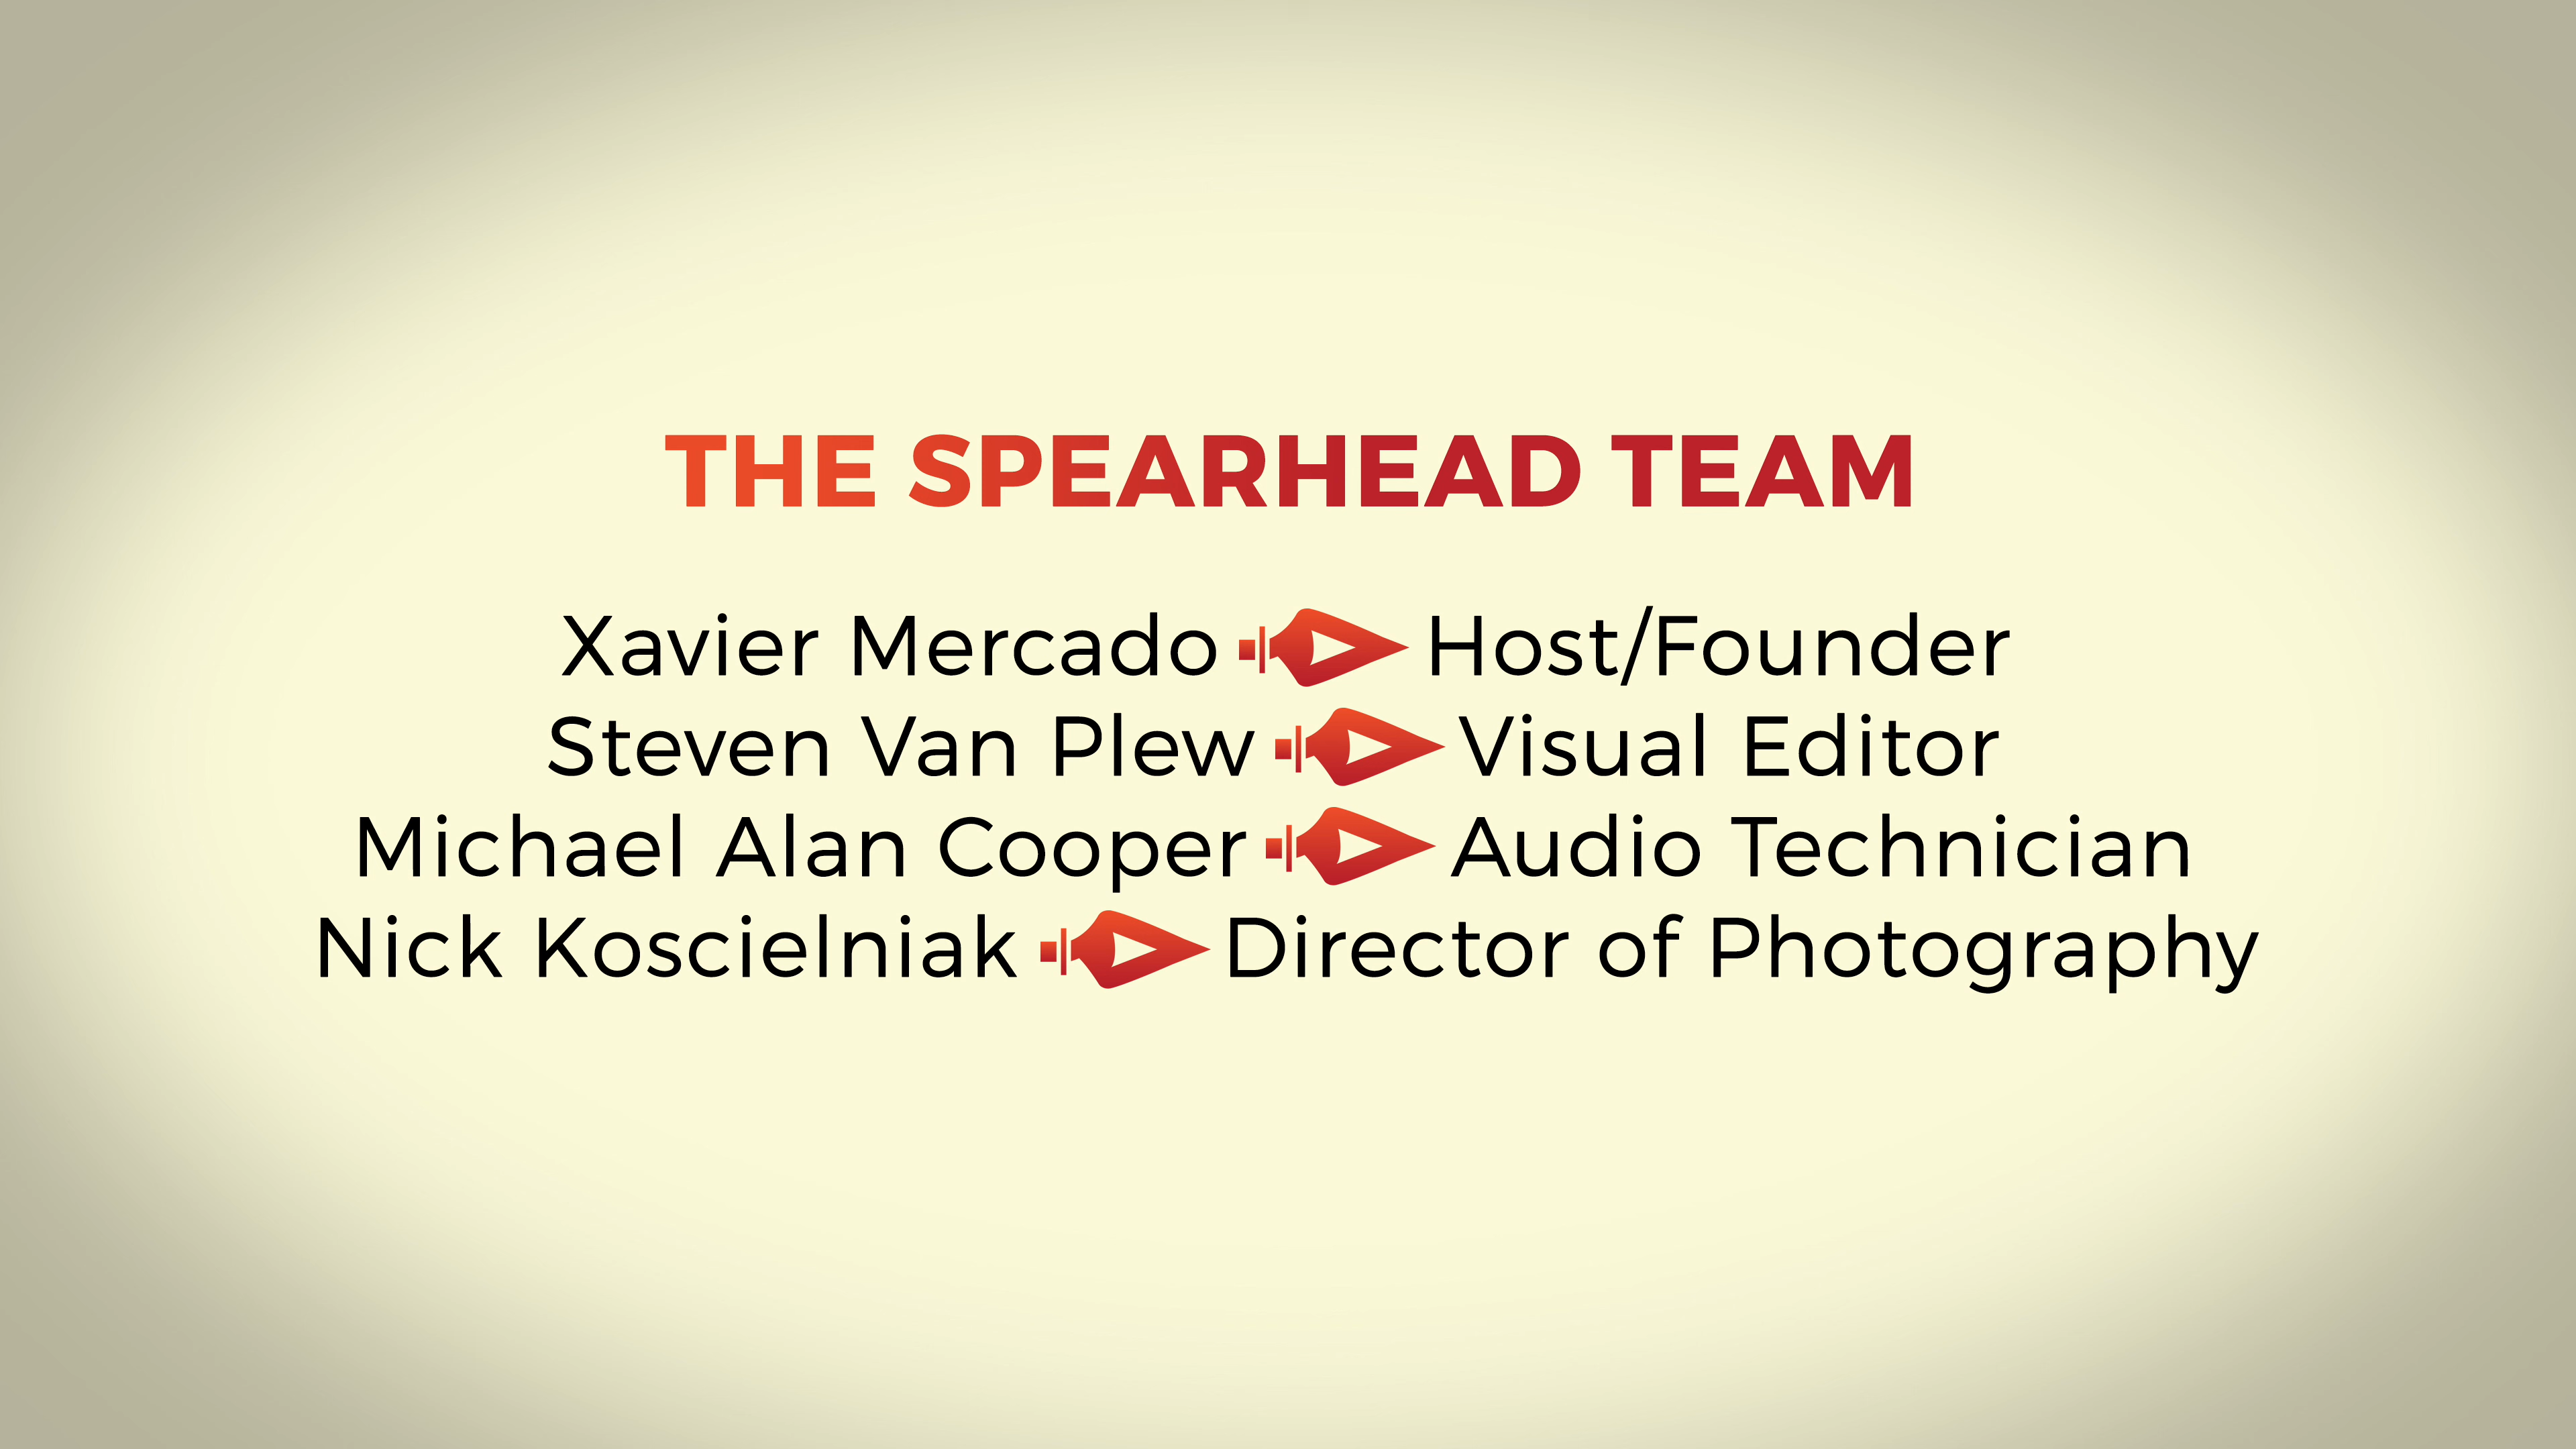 THE SPEARHEAD TEAM
Xavier Mercado Host/Founder
Steven Van Plew Visual Editor
Michael Alan Cooper Audio Technician
Nick Koscielniak Director of Photography